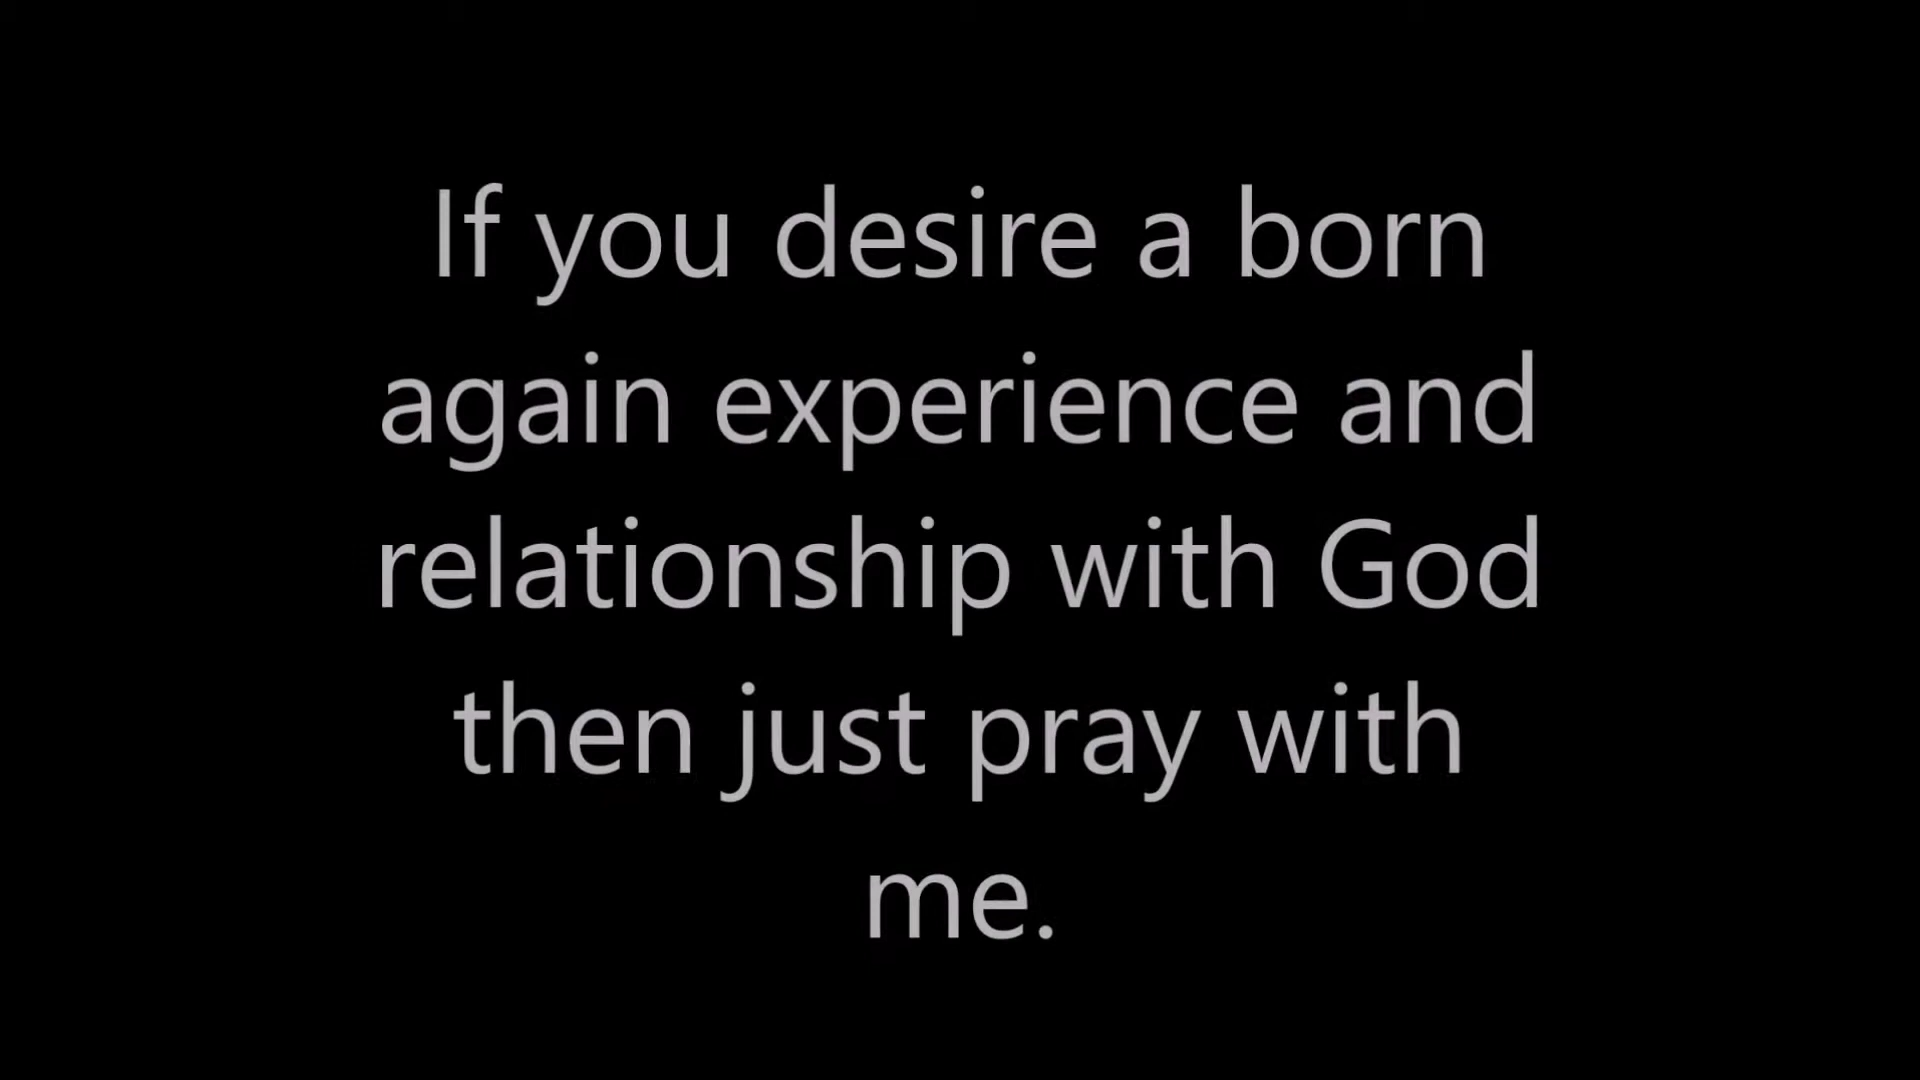 If you desire a born
again experience and
relationship with God
then just pray with
me.